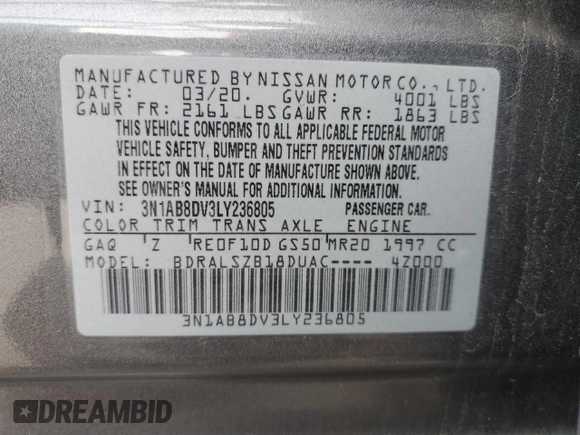 MANUFACTURED BY NISSAN MOTOR CO., LTD.
DATE: 03/20. GVWR: 4001 LBS
GAWR FR: 2161 LBS GAWR RR: 1863 LBS
THIS VEHICLE CONFORMS TO ALL APPLICABLE FEDERAL MOTOR
VEHICLE SAFETY, BUMPER AND THEFT PREVENTION STANDARDS
IN EFFECT ON THE DATE OF MANUFACTURE SHOWN ABOVE.
SEE OWNER'S MANUAL FOR ADDITIONAL INFORMATION.
VIN: 3N1AB8DV3LY236805 PASSENGER CAR.
COLOR TRIM TRANS AXLE ENGINE
GAQ Z RE0F10D GS50 MR20 1997 CC
MODEL: BDRALSZB18DUAC---- 4Z000
3N1AB8DV3LY236805
DREAMBID